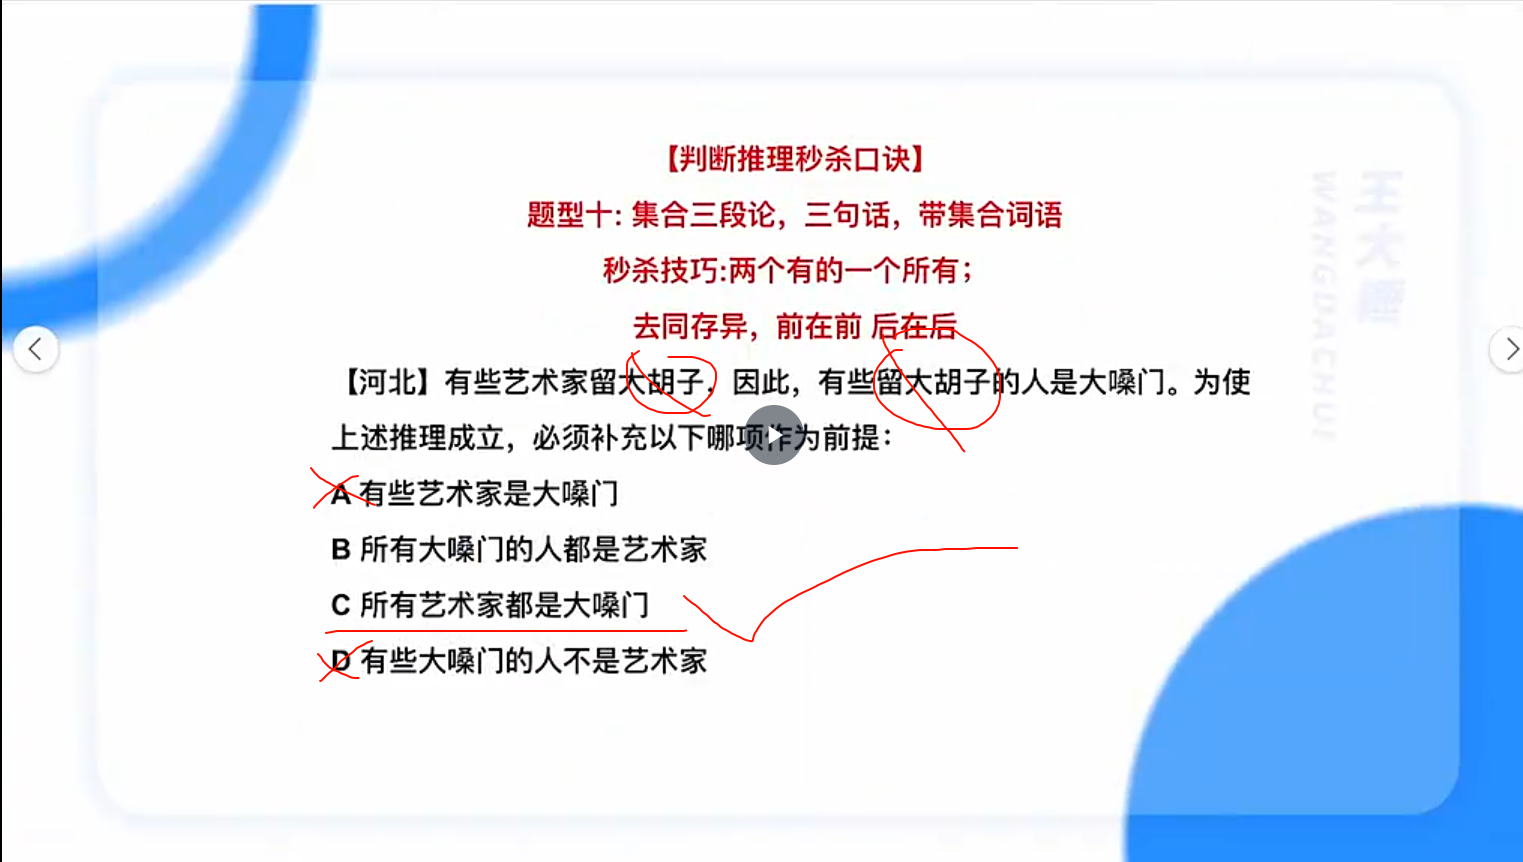 【判断推理秒杀口诀】
题型十: 集合三段论，三句话，带集合词语
秒杀技巧:两个有的一个所有；
去同存异，前在前 后在后
【河北】有些艺术家留大胡子，因此，有些留大胡子的人是大嗓门。为使
上述推理成立，必须补充以下哪项作为前提：
A 有些艺术家是大嗓门
B 所有大嗓门的人都是艺术家
C 所有艺术家都是大嗓门
D 有些大嗓门的人不是艺术家
王大
WANGDACHUI